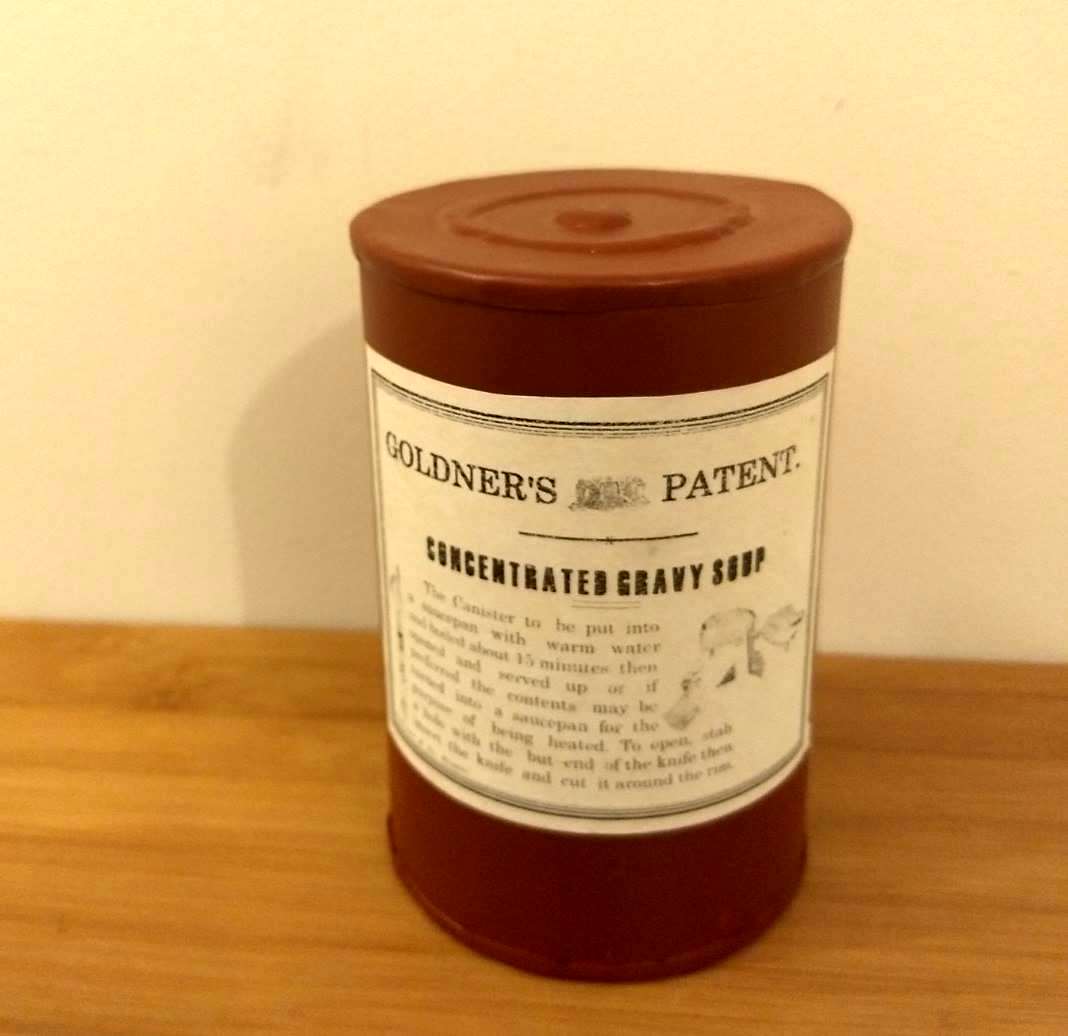 GOLDNER'S PATENT.
CONCENTRATED GRAVY SOUP
The Canister to be put into
a saucepan with warm water
and boiled about 15 minutes then
opened and served up or if
preferred the contents may be
turned into a saucepan for the
purpose of being heated. To open, stab
a hole with the but end of the knife then
insert the knife and cut it around the rim.